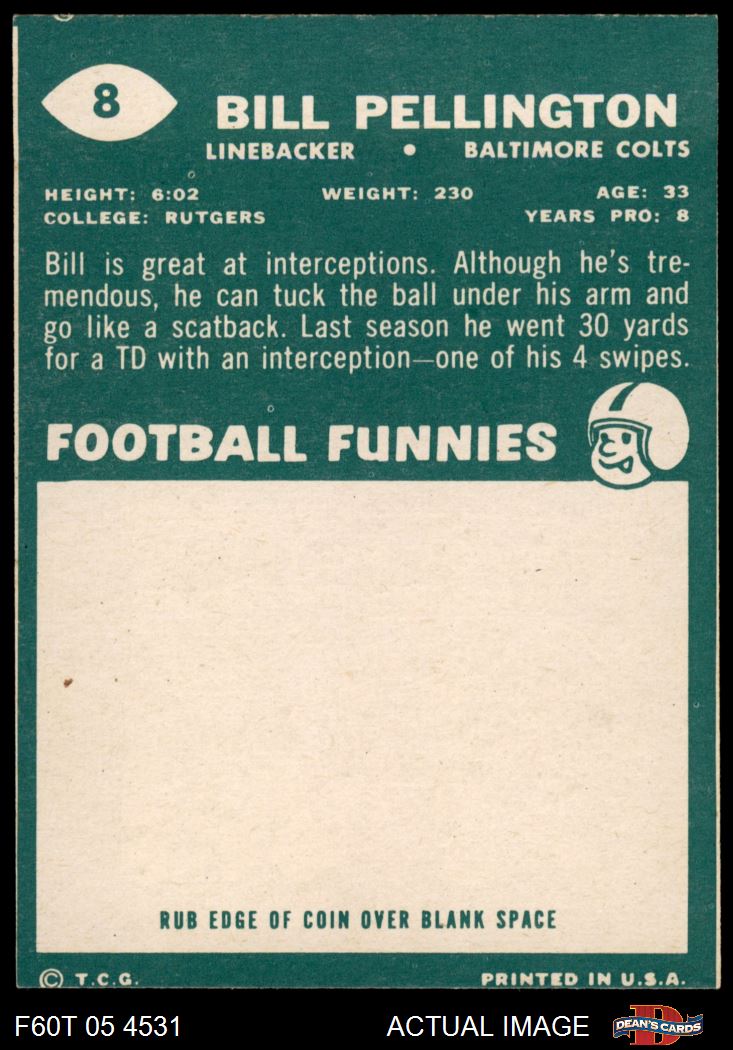 8
BILL PELLINGTON
LINEBACKER • BALTIMORE COLTS
HEIGHT: 6:02 WEIGHT: 230 AGE: 33
COLLEGE: RUTGERS YEARS PRO: 8
Bill is great at interceptions. Although he's tre-
mendous, he can tuck the ball under his arm and
go like a scatback. Last season he went 30 yards
for a TD with an interception—one of his 4 swipes.
FOOTBALL FUNNIES
RUB EDGE OF COIN OVER BLANK SPACE
© T.C.G. PRINTED IN U.S.A.
F60T 05 4531 ACTUAL IMAGE D DEAN'S CARDS